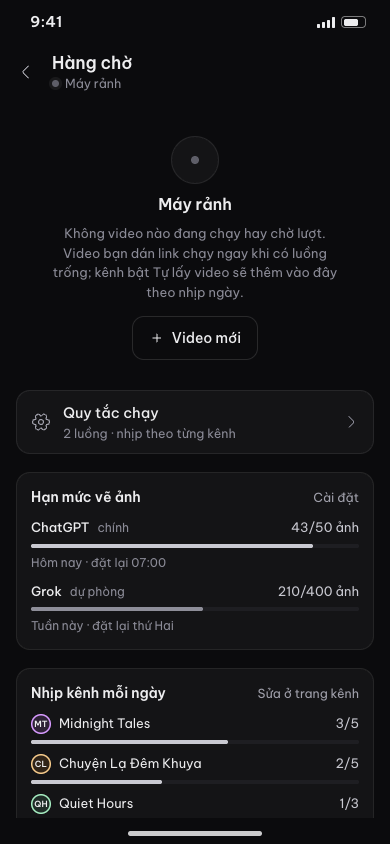 9:41
Hàng chờ
Máy rảnh
Máy rảnh
Không video nào đang chạy hay chờ lượt.
Video bạn dán link chạy ngay khi có luồng
trống; kênh bật Tự lấy video sẽ thêm vào đây
theo nhịp ngày.
+ Video mới
Quy tắc chạy
2 luồng · nhịp theo từng kênh
Hạn mức vẽ ảnh Cài đặt
ChatGPT chính 43/50 ảnh
Hôm nay · đặt lại 07:00
Grok dự phòng 210/400 ảnh
Tuần này · đặt lại thứ Hai
Nhịp kênh mỗi ngày Sửa ở trang kênh
MT Midnight Tales 3/5
CL Chuyện Lạ Đêm Khuya 2/5
QH Quiet Hours 1/3